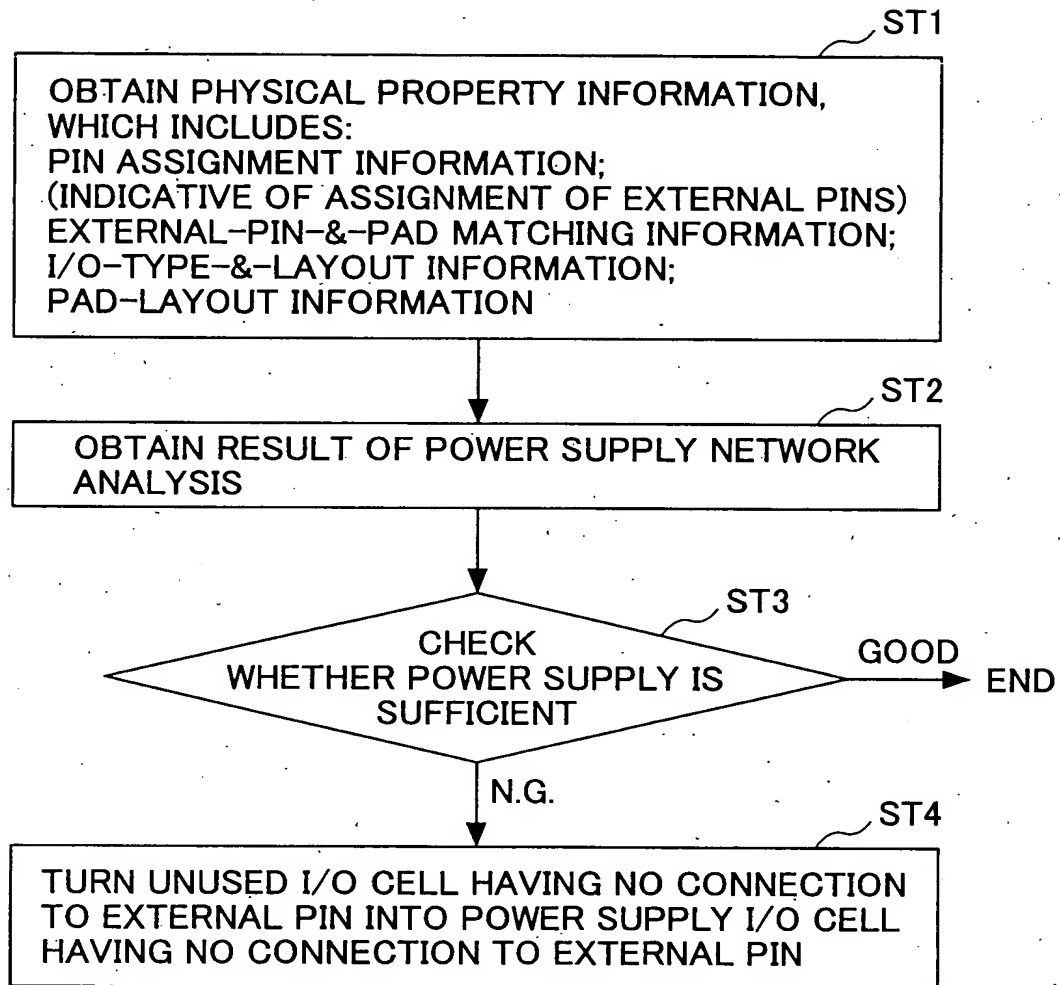 ST1
OBTAIN PHYSICAL PROPERTY INFORMATION,
WHICH INCLUDES:
PIN ASSIGNMENT INFORMATION;
(INDICATIVE OF ASSIGNMENT OF EXTERNAL PINS)
EXTERNAL-PIN-&-PAD MATCHING INFORMATION;
I/O-TYPE-&-LAYOUT INFORMATION;
PAD-LAYOUT INFORMATION
ST2
OBTAIN RESULT OF POWER SUPPLY NETWORK
ANALYSIS
ST3
CHECK
WHETHER POWER SUPPLY IS
SUFFICIENT
GOOD
END
N.G.
ST4
TURN UNUSED I/O CELL HAVING NO CONNECTION
TO EXTERNAL PIN INTO POWER SUPPLY I/O CELL
HAVING NO CONNECTION TO EXTERNAL PIN